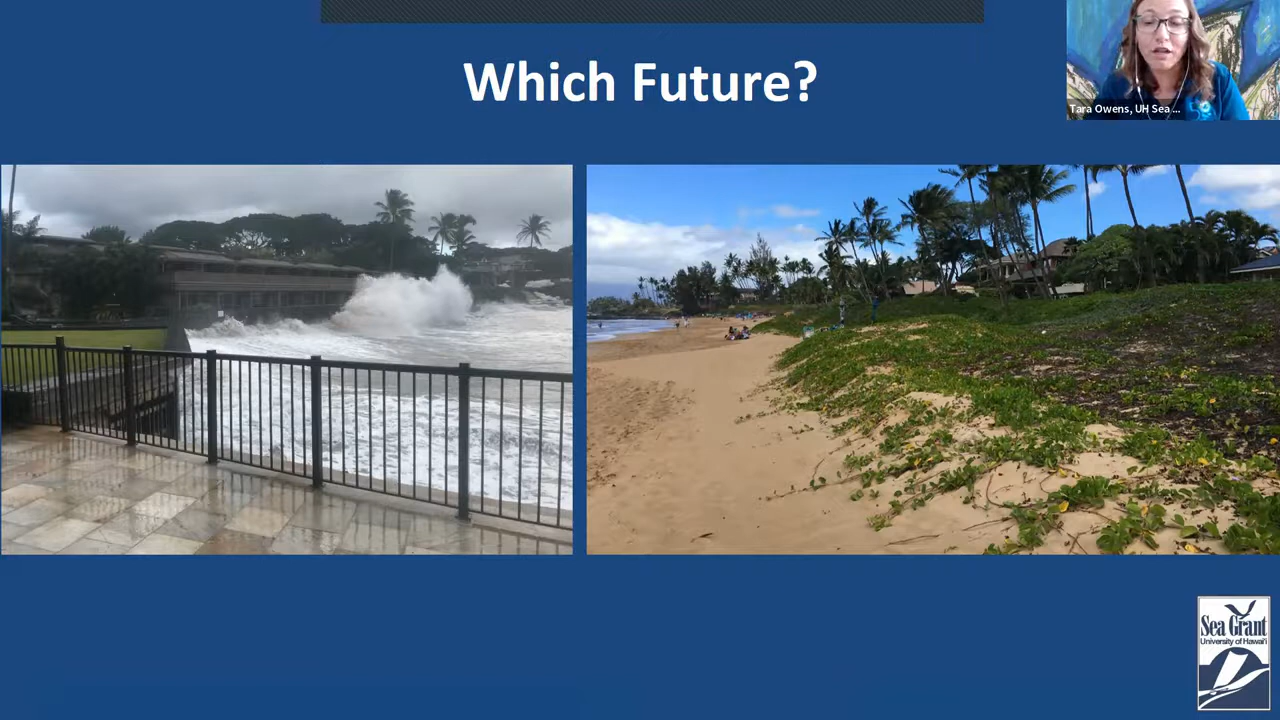 Which Future?
Tara Owens, UH Sea ...
Sea Grant
University of Hawai'i